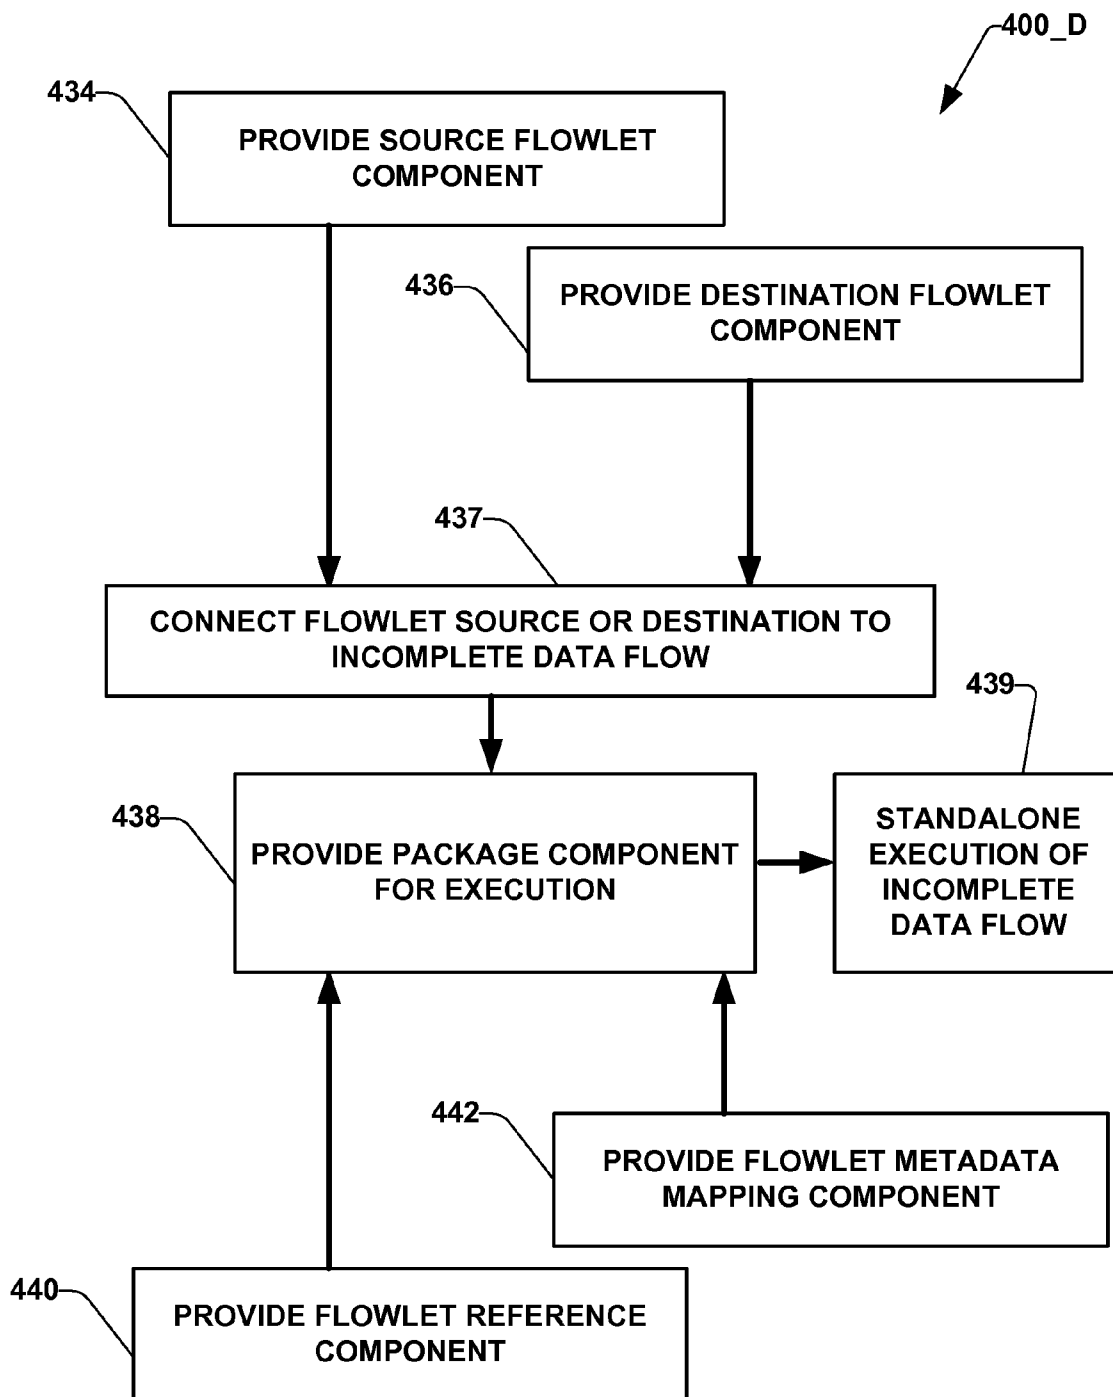 400_D
434
PROVIDE SOURCE FLOWLET
COMPONENT
436
PROVIDE DESTINATION FLOWLET
COMPONENT
437
CONNECT FLOWLET SOURCE OR DESTINATION TO
INCOMPLETE DATA FLOW
439
438
PROVIDE PACKAGE COMPONENT
FOR EXECUTION
STANDALONE
EXECUTION OF
INCOMPLETE
DATA FLOW
442
PROVIDE FLOWLET METADATA
MAPPING COMPONENT
440
PROVIDE FLOWLET REFERENCE
COMPONENT